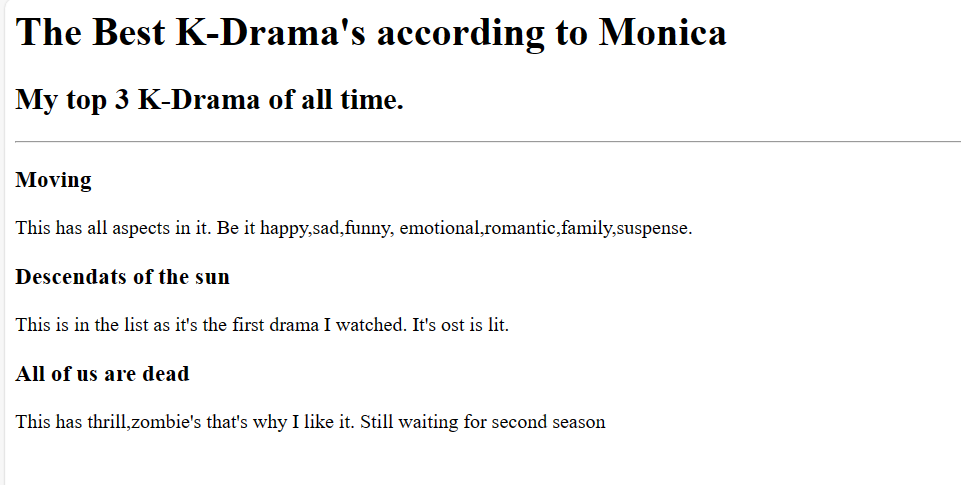 The Best K-Drama's according to Monica
My top 3 K-Drama of all time.
Moving
This has all aspects in it. Be it happy,sad,funny, emotional,romantic,family,suspense.
Descendats of the sun
This is in the list as it's the first drama I watched. It's ost is lit.
All of us are dead
This has thrill,zombie's that's why I like it. Still waiting for second season